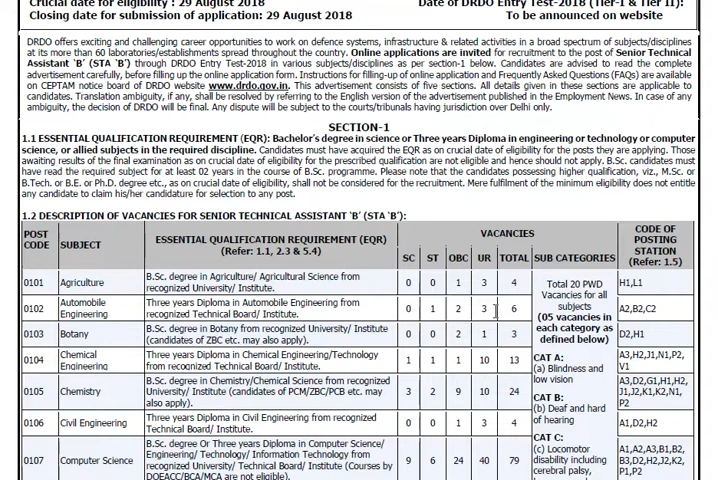 Crucial date for eligibility : 29 August 2018
Date of DRDO Entry Test-2018 (Tier-I & Tier II):
Closing date for submission of application: 29 August 2018
To be announced on website
DRDO offers exciting and challenging career opportunities to work on defence systems, infrastructure & related activities in a broad spectrum of subjects/disciplines
at its more than 60 laboratories/establishments spread throughout the country. Online applications are invited for recruitment to the post of Senior Technical
Assistant 'B' (STA 'B') through DRDO Entry Test-2018 in various subjects/disciplines as per section-1 below. Candidates are advised to read the complete
advertisement carefully, before filling up the online application form. Instructions for filling-up of online application and Frequently Asked Questions (FAQs) are available
on CEPTAM notice board of DRDO website www.drdo.gov.in. This advertisement consists of five sections. All details given in these sections are applicable to
candidates. Translation ambiguity, if any, shall be resolved by referring to the English version of the advertisement published in the Employment News. In case of any
ambiguity, the decision of DRDO will be final. Any dispute will be subject to the courts/tribunals having jurisdiction over Delhi only.
SECTION-1
1.1 ESSENTIAL QUALIFICATION REQUIREMENT (EQR): Bachelor's degree in science or Three years Diploma in engineering or technology or computer
science, or allied subjects in the required discipline. Candidates must have acquired the EQR as on crucial date of eligibility for the posts they are applying. Those
awaiting results of the final examination as on crucial date of eligibility for the prescribed qualification are not eligible and hence should not apply. B.Sc. candidates must
have read the required subject for at least 02 years in the course of B.Sc. programme. Please note that the candidates possessing higher qualification, viz., M.Sc. or
B.Tech. or B.E. or Ph.D. degree etc., as on crucial date of eligibility, shall not be considered for the recruitment. Mere fulfilment of the minimum eligibility does not entitle
any candidate to claim his/her candidature for selection to any post.
1.2 DESCRIPTION OF VACANCIES FOR SENIOR TECHNICAL ASSISTANT 'B' (STA 'B'):
POST CODE SUBJECT ESSENTIAL QUALIFICATION REQUIREMENT (EQR) (Refer: 1.1, 2.3 & 5.4) VACANCIES CODE OF POSTING STATION (Refer: 1.5)
SC ST OBC UR TOTAL SUB CATEGORIES
0101 Agriculture B.Sc. degree in Agriculture/ Agricultural Science from recognized University/ Institute. 0 0 1 3 4 H1,L1
0102 Automobile Engineering Three years Diploma in Automobile Engineering from recognized Technical Board/ Institute. 0 1 2 3 6 A2,B2,C2
0103 Botany B.Sc. degree in Botany from recognized University/ Institute (candidates of ZBC etc. may also apply). 0 0 2 1 3 D2,H1
0104 Chemical Engineering Three years Diploma in Chemical Engineering/Technology from recognized Technical Board/ Institute. 1 1 1 10 13 A3,H2,J1,N1,P2, V1
0105 Chemistry B.Sc. degree in Chemistry/Chemical Science from recognized University/ Institute (candidates of PCM/ZBC/PCB etc. may also apply). 3 2 9 10 24 A3,D2,G1,H1,H2, J1,J2,K1,K2,N1, P2
0106 Civil Engineering Three years Diploma in Civil Engineering from recognized Technical Board/ Institute. 0 0 1 3 4 A1,D2,H2
0107 Computer Science B.Sc. degree Or Three years Diploma in Computer Science/ Engineering/ Technology/ Information Technology from recognized University/ Technical Board/ Institute (Courses by DOEACC/BCA/MCA are not eligible). 9 6 24 40 79 A1,A2,A3,B1,B2, B3,D2,H2,J2,K2, P1,P2
Total 20 PWD
Vacancies for all
subjects
(05 vacancies in
each category as
defined below)
CAT A:
(a) Blindness and
low vision
CAT B:
(b) Deaf and hard
of hearing
CAT C:
(c) Locomotor
disability including
cerebral palsy,